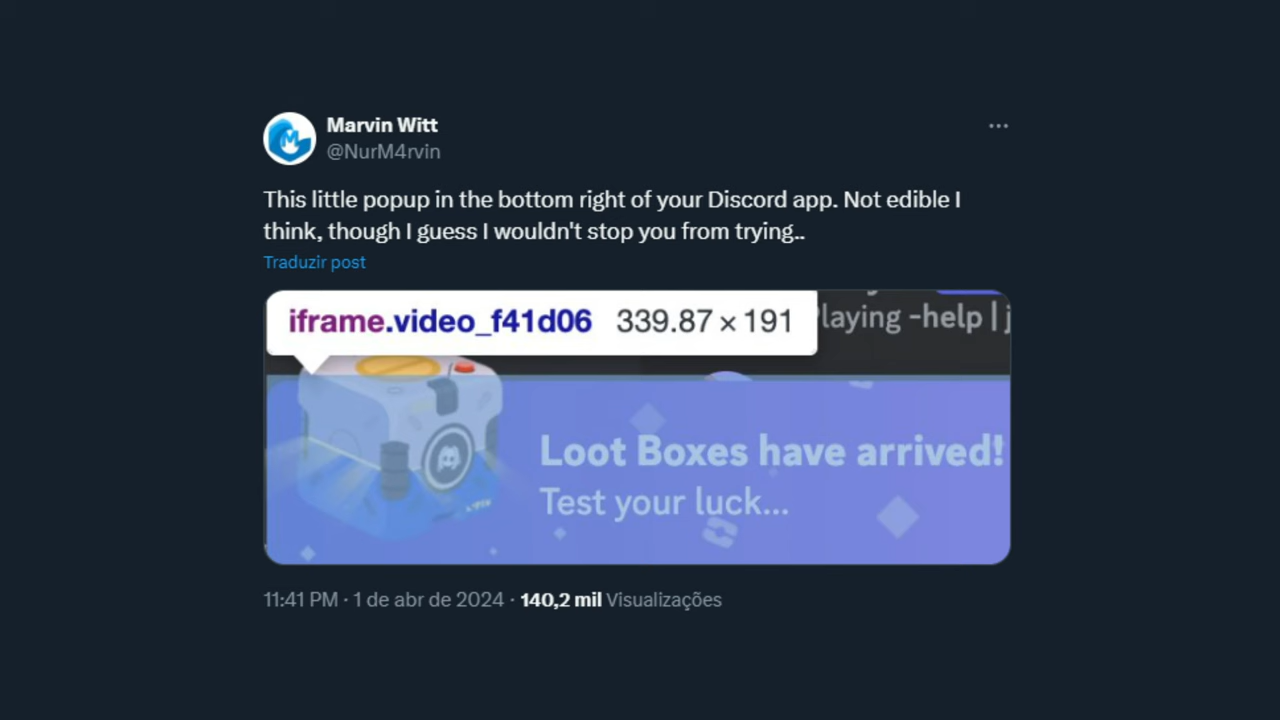 Marvin Witt
@NurM4rvin
This little popup in the bottom right of your Discord app. Not edible I
think, though I guess I wouldn't stop you from trying..
Traduzir post
iframe.video_f41d06 339.87 × 191
Playing -help | j
Loot Boxes have arrived!
Test your luck...
11:41 PM · 1 de abr de 2024 · 140,2 mil Visualizações